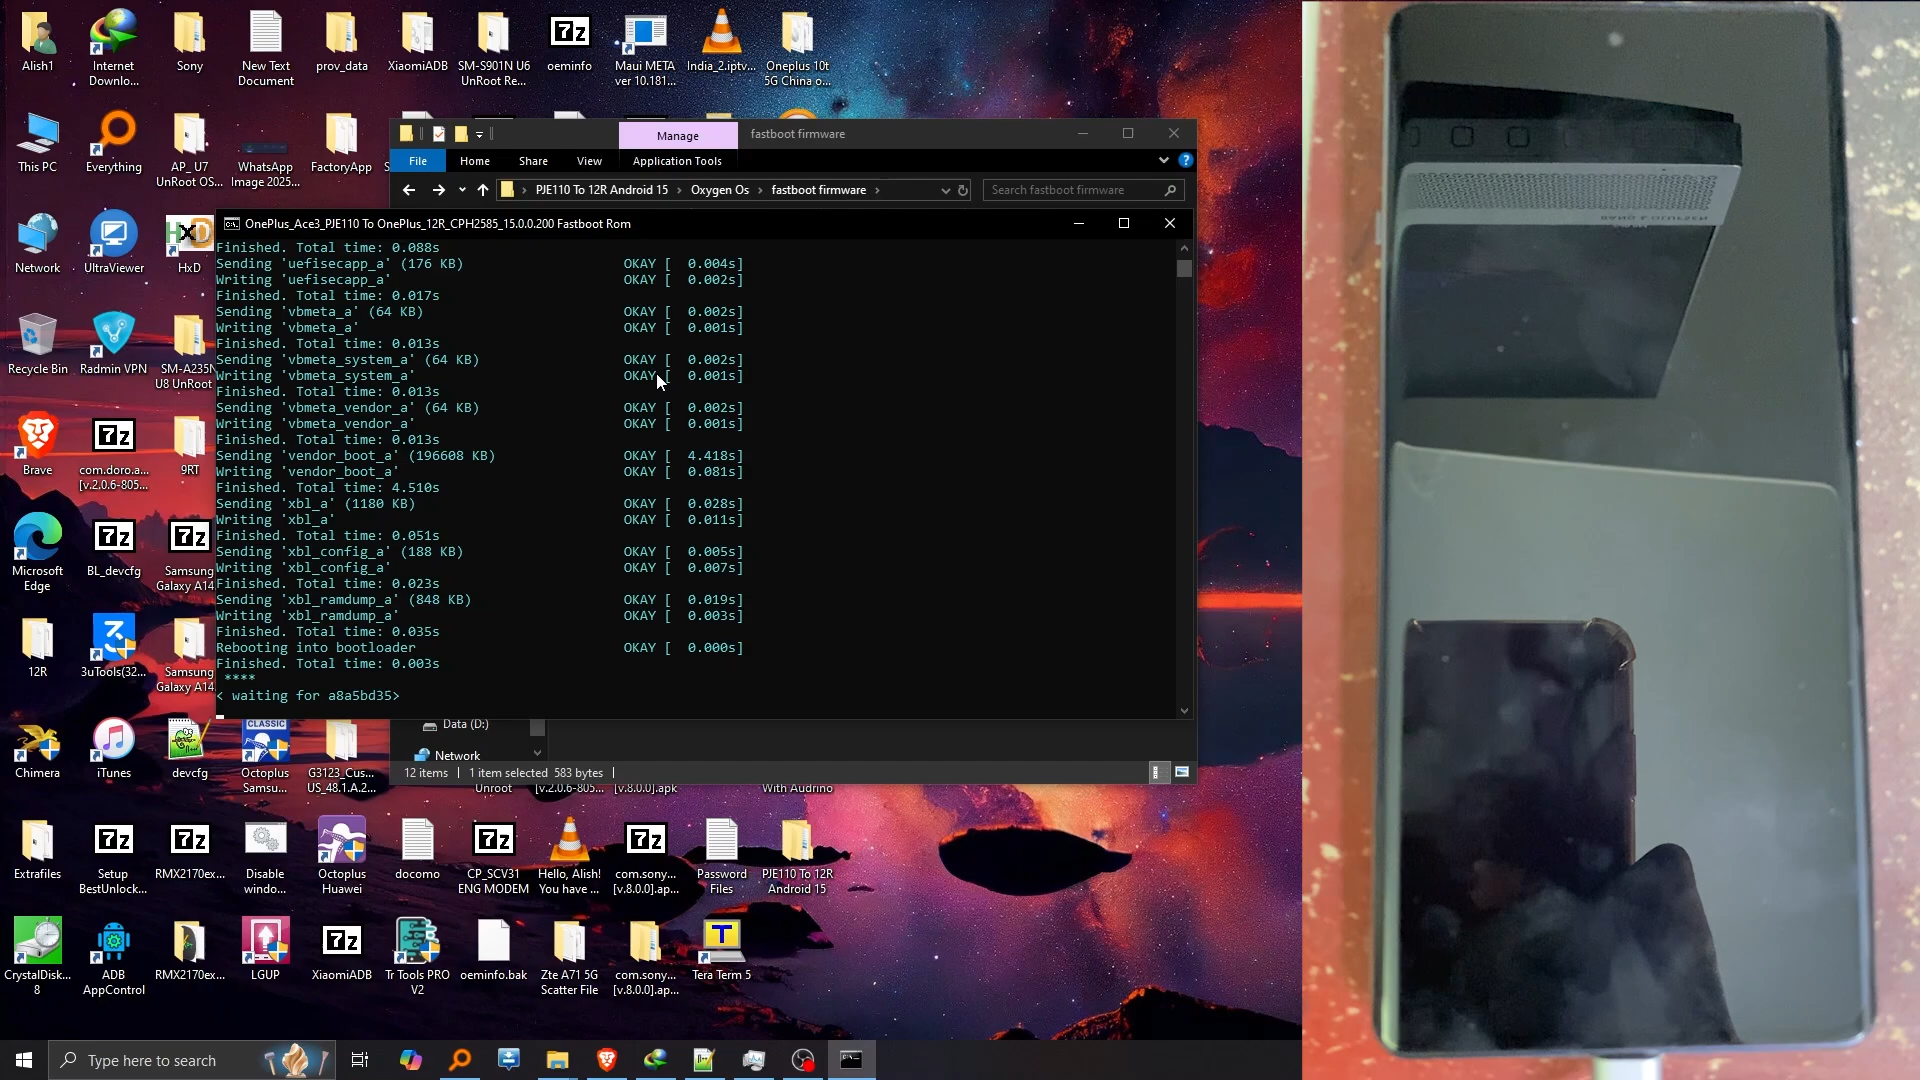 Alish1
Internet Downlo...
Sony
New Text Document
prov_data
XiaomiADB
SM-S901N U6 UnRoot Re...
oeminfo
Maui META ver 10.181...
India_2.iptv...
Oneplus 10t 5G China o...
This PC
Everything
AP_ U7 UnRoot OS...
WhatsApp Image 2025...
FactoryApp
Manage
fastboot firmware
File
Home
Share
View
Application Tools
PJE110 To 12R Android 15 > Oxygen Os > fastboot firmware >
Search fastboot firmware
Network
UltraViewer
HxD
OnePlus_Ace3_PJE110 To OnePlus_12R_CPH2585_15.0.0.200 Fastboot Rom
Finished. Total time: 0.088s
Sending 'uefisecapp_a' (176 KB) OKAY [ 0.004s]
Writing 'uefisecapp_a' OKAY [ 0.002s]
Finished. Total time: 0.017s
Sending 'vbmeta_a' (64 KB) OKAY [ 0.002s]
Writing 'vbmeta_a' OKAY [ 0.001s]
Finished. Total time: 0.013s
Sending 'vbmeta_system_a' (64 KB) OKAY [ 0.002s]
Writing 'vbmeta_system_a' OKAY [ 0.001s]
Finished. Total time: 0.013s
Sending 'vbmeta_vendor_a' (64 KB) OKAY [ 0.002s]
Writing 'vbmeta_vendor_a' OKAY [ 0.001s]
Finished. Total time: 0.013s
Sending 'vendor_boot_a' (196608 KB) OKAY [ 4.418s]
Writing 'vendor_boot_a' OKAY [ 0.081s]
Finished. Total time: 4.510s
Sending 'xbl_a' (1180 KB) OKAY [ 0.028s]
Writing 'xbl_a' OKAY [ 0.011s]
Finished. Total time: 0.051s
Sending 'xbl_config_a' (188 KB) OKAY [ 0.005s]
Writing 'xbl_config_a' OKAY [ 0.007s]
Finished. Total time: 0.023s
Sending 'xbl_ramdump_a' (848 KB) OKAY [ 0.019s]
Writing 'xbl_ramdump_a' OKAY [ 0.003s]
Finished. Total time: 0.035s
Rebooting into bootloader OKAY [ 0.000s]
Finished. Total time: 0.003s
****
< waiting for a8a5bd35>
Recycle Bin
Radmin VPN
SM-A235N U8 UnRoot
Brave
com.doro.a... [v.2.0.6-805...
9RT
Microsoft Edge
BL_devcfg
Samsung Galaxy A14
12R
3uTools(32...
Samsung Galaxy A14
Data (D:)
Network
12 items | 1 item selected 583 bytes |
Chimera
iTunes
devcfg
CLASSIC
Octoplus Samsu...
G3123_Cus... US_48.1.A.2...
Unroot
[v.2.0.6-805...
[v.8.0.0].apk
With Audrino
Extrafiles
Setup BestUnlock...
RMX2170ex...
Disable windo...
Octoplus Huawei
docomo
CP_SCV31 ENG MODEM
Hello, Alish! You have ...
com.sony... [v.8.0.0].ap...
Password Files
PJE110 To 12R Android 15
CrystalDisk... 8
ADB AppControl
RMX2170ex...
LGUP
XiaomiADB
Tr Tools PRO V2
oeminfo.bak
Zte A71 5G Scatter File
com.sony... [v.8.0.0].ap...
Tera Term 5
Type here to search